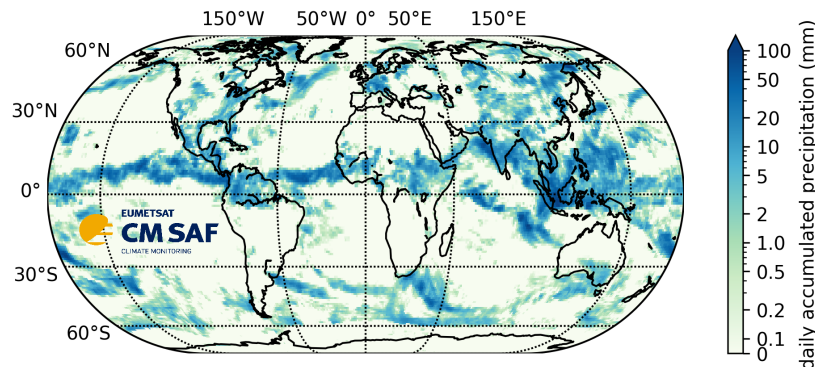 150°W 50°W 0° 50°E 150°E
60°N
30°N
0°
30°S
60°S
EUMETSAT
CM SAF
CLIMATE MONITORING
100
50
20
10
5
2
1.0
0.5
0.2
0.1
0
daily accumulated precipitation (mm)